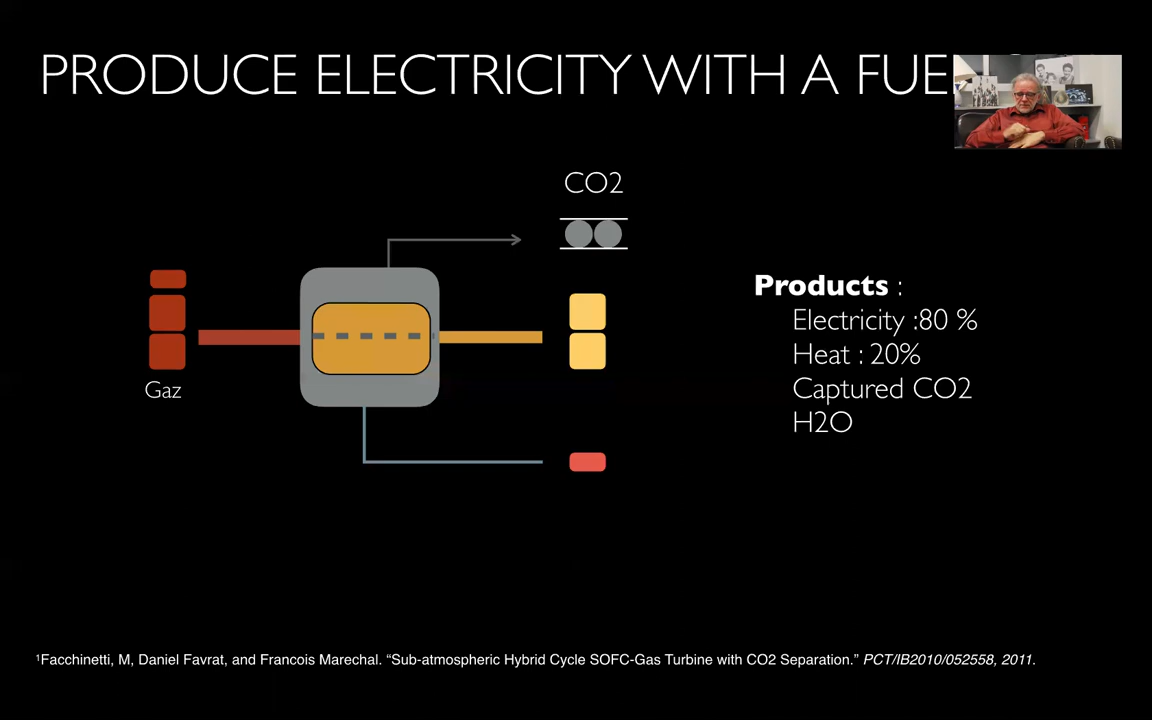 PRODUCE ELECTRICITY WITH A FUE
CO2
Gaz
Products :
Electricity :80 %
Heat : 20%
Captured CO2
H2O
¹Facchinetti, M, Daniel Favrat, and Francois Marechal. “Sub-atmospheric Hybrid Cycle SOFC-Gas Turbine with CO2 Separation.” PCT/IB2010/052558, 2011.